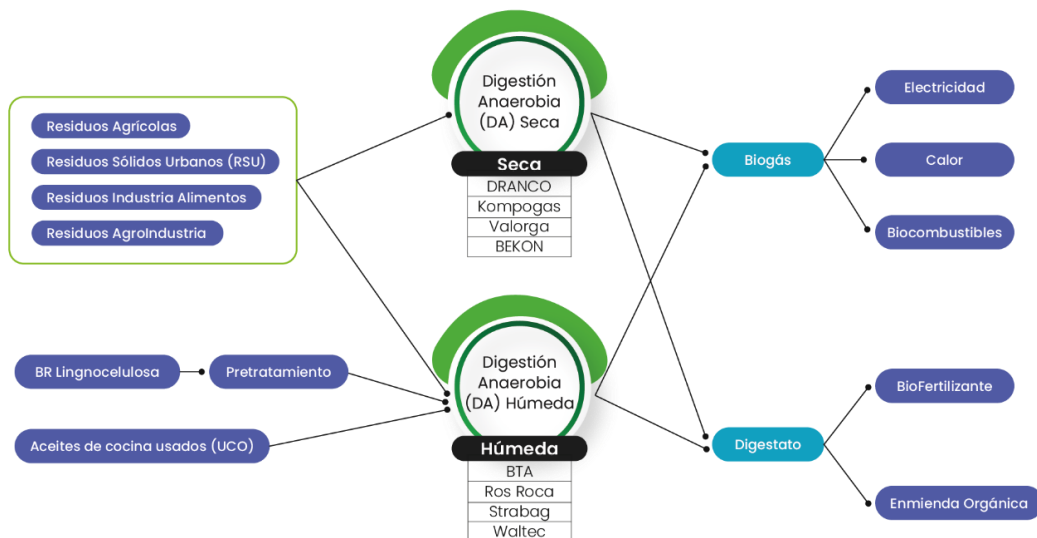 Residuos Agrícolas
Residuos Sólidos Urbanos (RSU)
Residuos Industria Alimentos
Residuos AgroIndustria
BR Lingnocelulosa
Pretratamiento
Aceites de cocina usados (UCO)
Digestión
Anaerobia
(DA) Seca
Seca
DRANCO
Kompogas
Valorga
BEKON
Digestión
Anaerobia
(DA) Húmeda
Húmeda
BTA
Ros Roca
Strabag
Waltec
Biogás
Electricidad
Calor
Biocombustibles
Digestato
BioFertilizante
Enmienda Orgánica